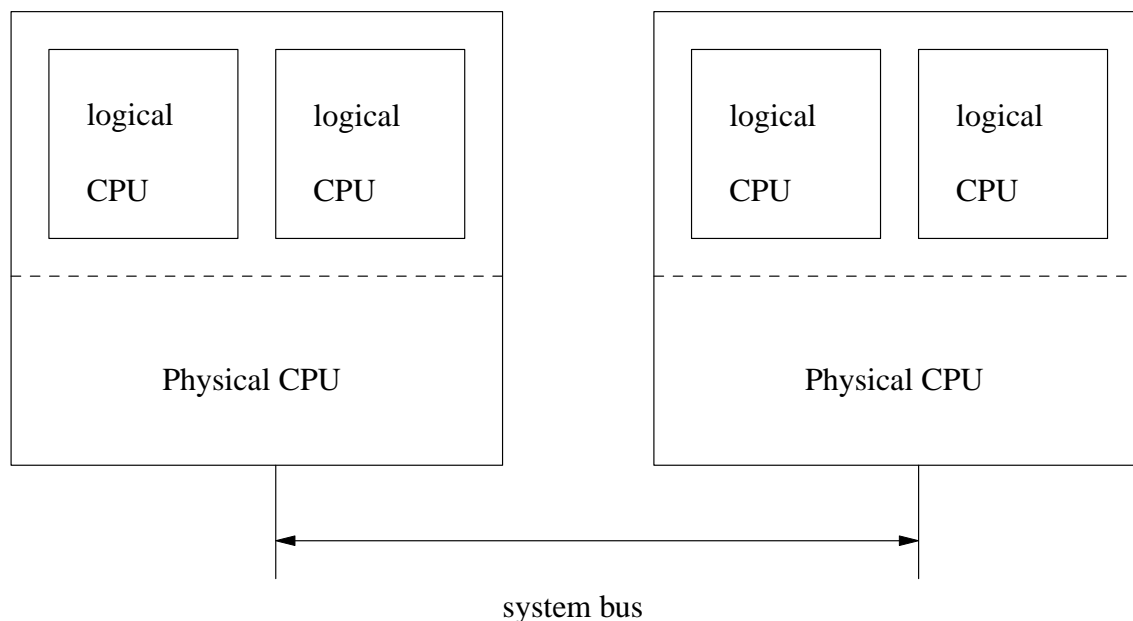 logical
CPU
logical
CPU
Physical CPU
logical
CPU
logical
CPU
Physical CPU
system bus